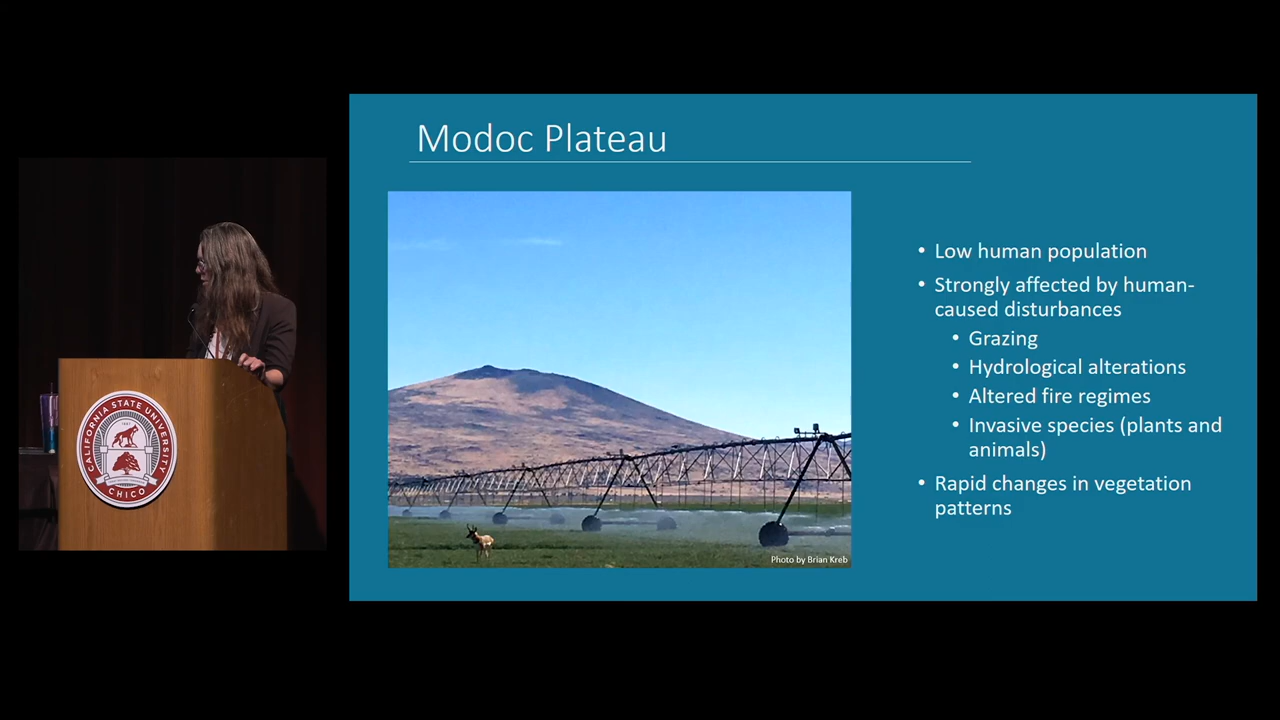 Modoc Plateau
• Low human population
• Strongly affected by human-
caused disturbances
• Grazing
• Hydrological alterations
• Altered fire regimes
• Invasive species (plants and
animals)
• Rapid changes in vegetation
patterns
Photo by Brian Kreb
CALIFORNIA STATE UNIVERSITY
CHICO